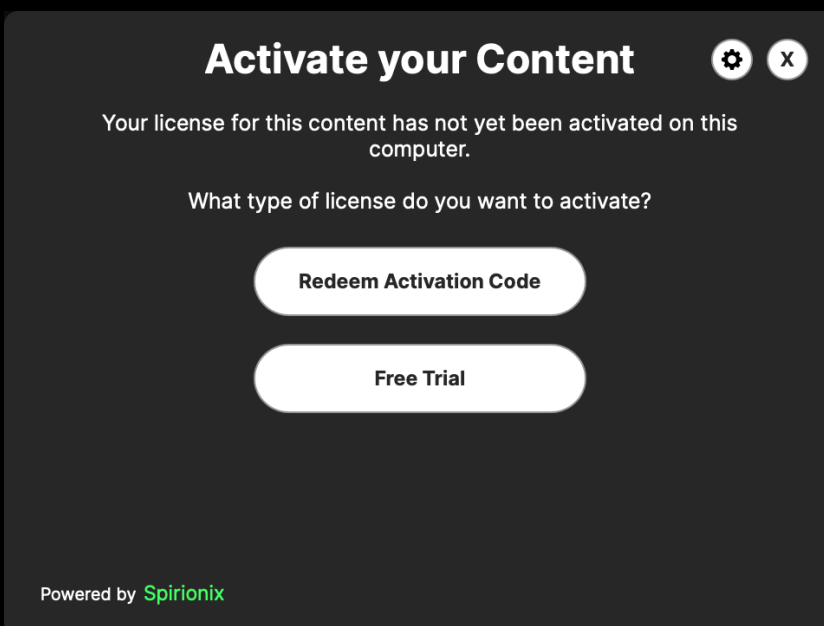 Activate your Content
X
Your license for this content has not yet been activated on this
computer.
What type of license do you want to activate?
Redeem Activation Code
Free Trial
Powered by Spirionix